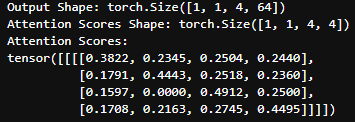 Output Shape: torch.Size([1, 1, 4, 64])
Attention Scores Shape: torch.Size([1, 1, 4, 4])
Attention Scores:
tensor([[[[0.3822, 0.2345, 0.2504, 0.2440],
[0.1791, 0.4443, 0.2518, 0.2360],
[0.1597, 0.0000, 0.4912, 0.2500],
[0.1708, 0.2163, 0.2745, 0.4495]]]])